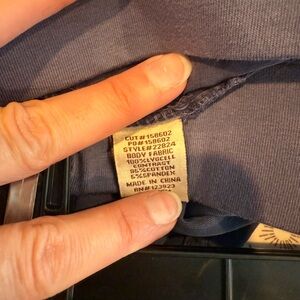 CUT#158602
PO#158602
STYLE#22824
BODY FABRIC
100%LYOCELL
CONTRAST
95%COTTON
5%SPANDEX
MADE IN CHINA
RN#123923